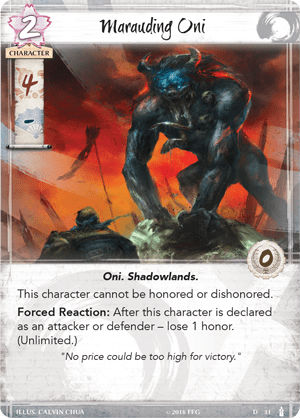 Marauding Oni
2
CHARACTER
4
0
Oni. Shadowlands.
This character cannot be honored or dishonored.
Forced Reaction: After this character is declared
as an attacker or defender – lose 1 honor.
(Unlimited.)
"No price could be too high for victory."
ILLUS. CALVIN CHUA
© 2018 FFG
D